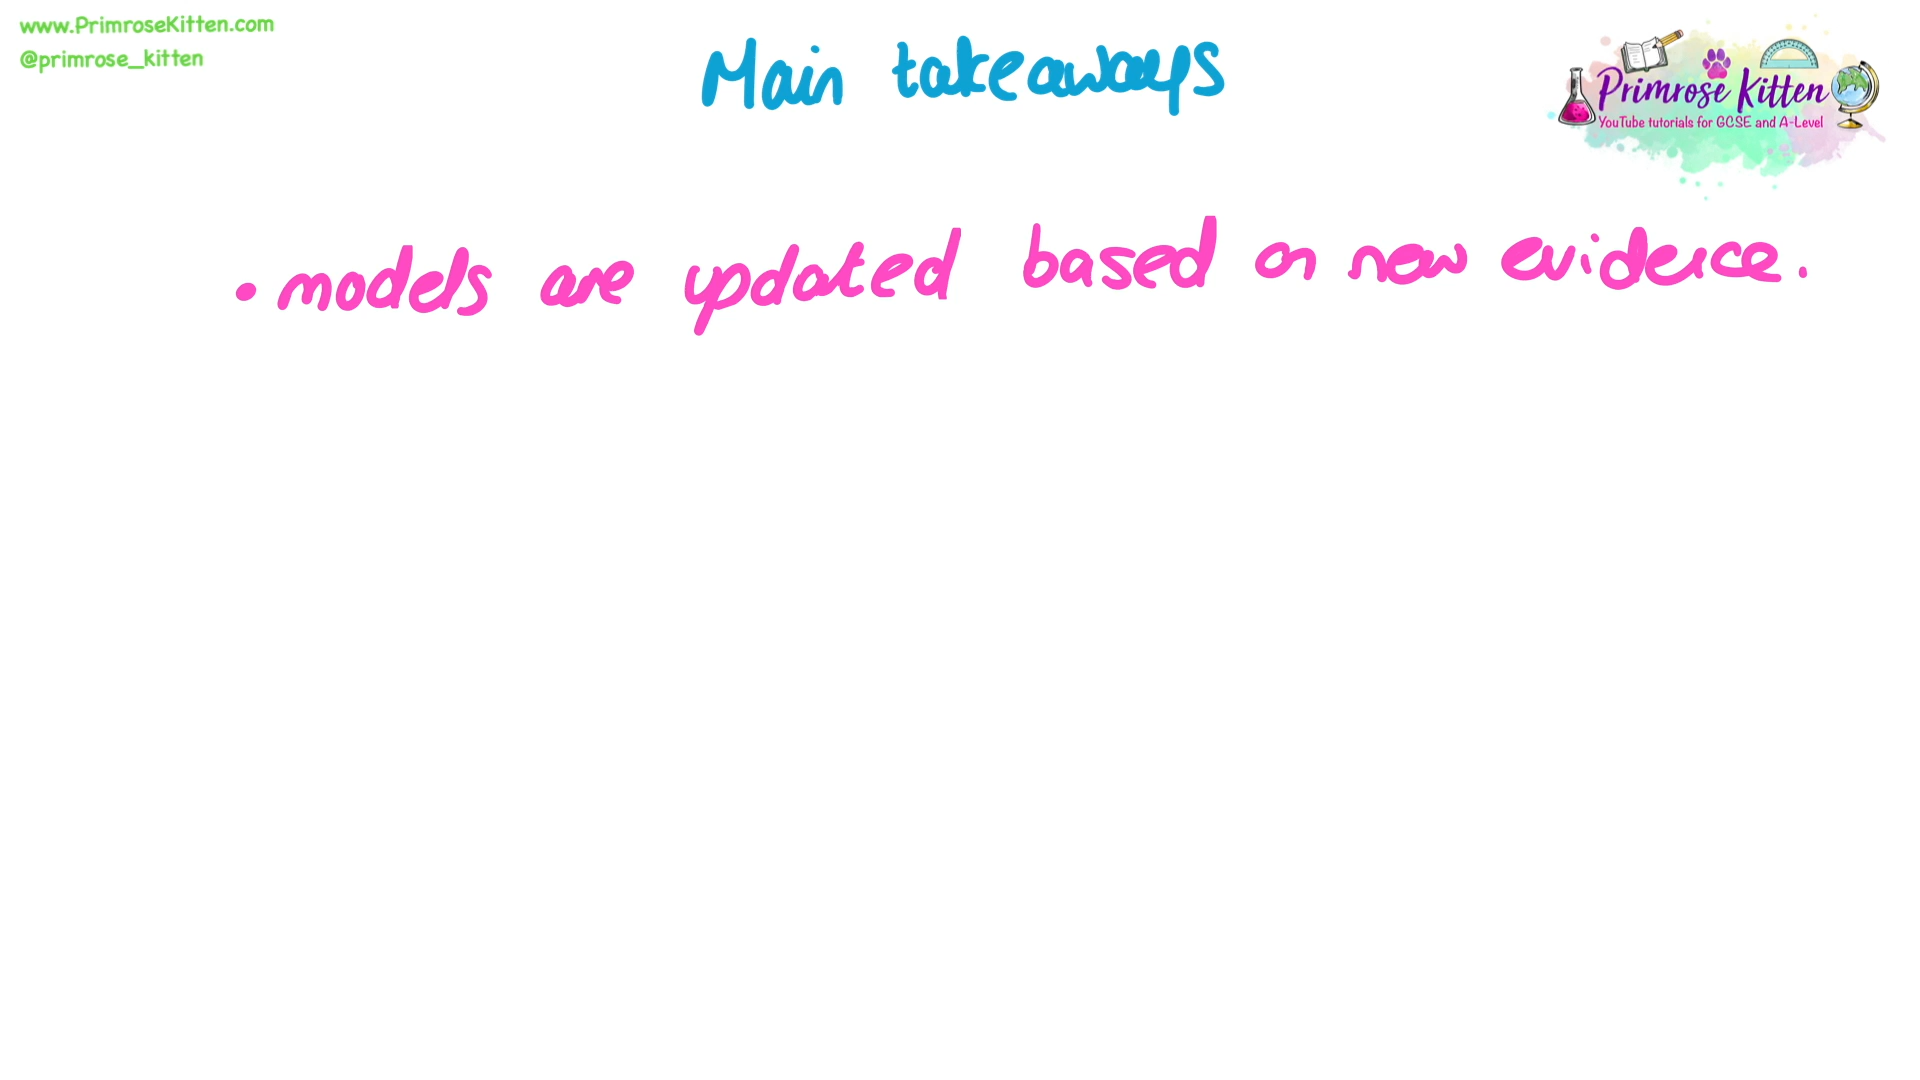 www.PrimroseKitten.com
@primrose_kitten
Main takeaways
Primrose Kitten
YouTube tutorials for GCSE and A-Level
• models are updated based on new evidence.